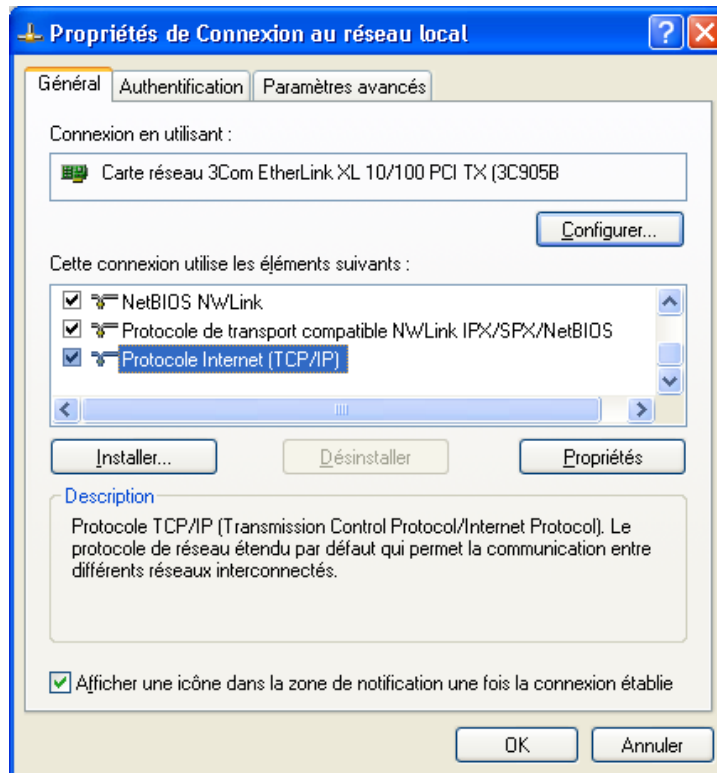 Propriétés de Connexion au réseau local
Général Authentification Paramètres avancés
Connexion en utilisant :
Carte réseau 3Com EtherLink XL 10/100 PCI TX (3C905B
Configurer...
Cette connexion utilise les éléments suivants :
NetBIOS NWLink
Protocole de transport compatible NWLink IPX/SPX/NetBIOS
Protocole Internet (TCP/IP)
Installer... Désinstaller Propriétés
Description
Protocole TCP/IP (Transmission Control Protocol/Internet Protocol). Le
protocole de réseau étendu par défaut qui permet la communication entre
différents réseaux interconnectés.
Afficher une icône dans la zone de notification une fois la connexion établie
OK Annuler